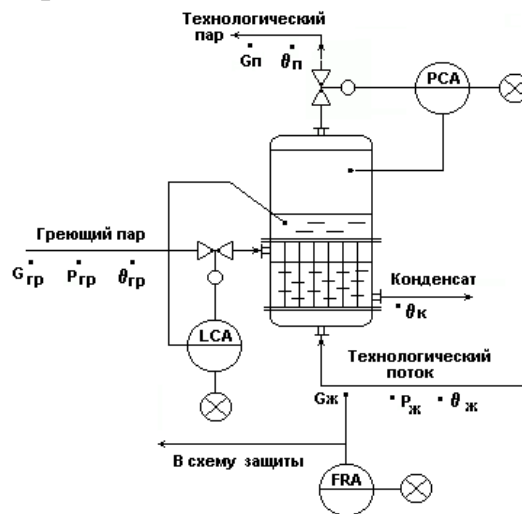 Технологический
пар
Gп θп
PCA
Греющий пар
Gгр Pгр θгр
Конденсат
θк
LCA
Технологический
поток
Gж Pж θж
В схему защиты
FRA